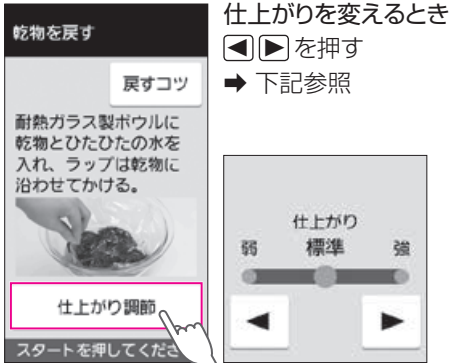 乾物を戻す
戻すコツ
耐熱ガラス製ボウルに
乾物とひたひたの水を
入れ、ラップは乾物に
沿わせてかける。
仕上がり調節
スタートを押してくださ
仕上がりを変えるとき
◀▶を押す
➡ 下記参照
仕上がり
弱 標準 強
◀ ▶